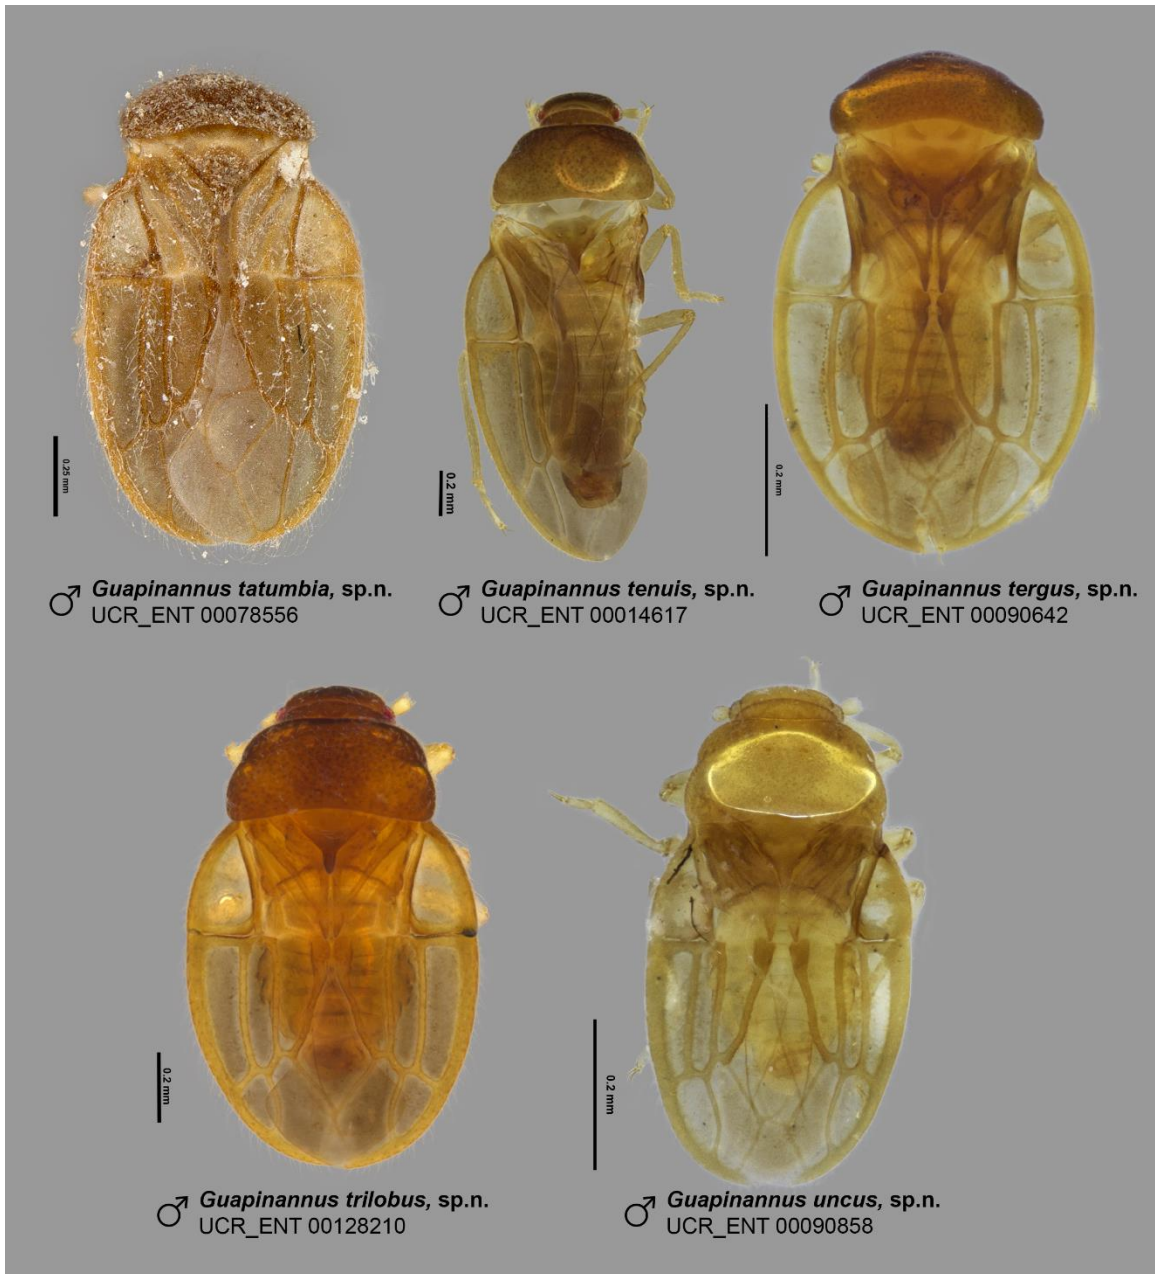 0.25 mm
0.2 mm
0.2 mm
♂ Guapinannus tatumbia, sp.n.
UCR_ENT 00078556
♂ Guapinannus tenuis, sp.n.
UCR_ENT 00014617
♂ Guapinannus tergus, sp.n.
UCR_ENT 00090642
0.2 mm
0.2 mm
♂ Guapinannus trilobus, sp.n.
UCR_ENT 00128210
♂ Guapinannus uncus, sp.n.
UCR_ENT 00090858